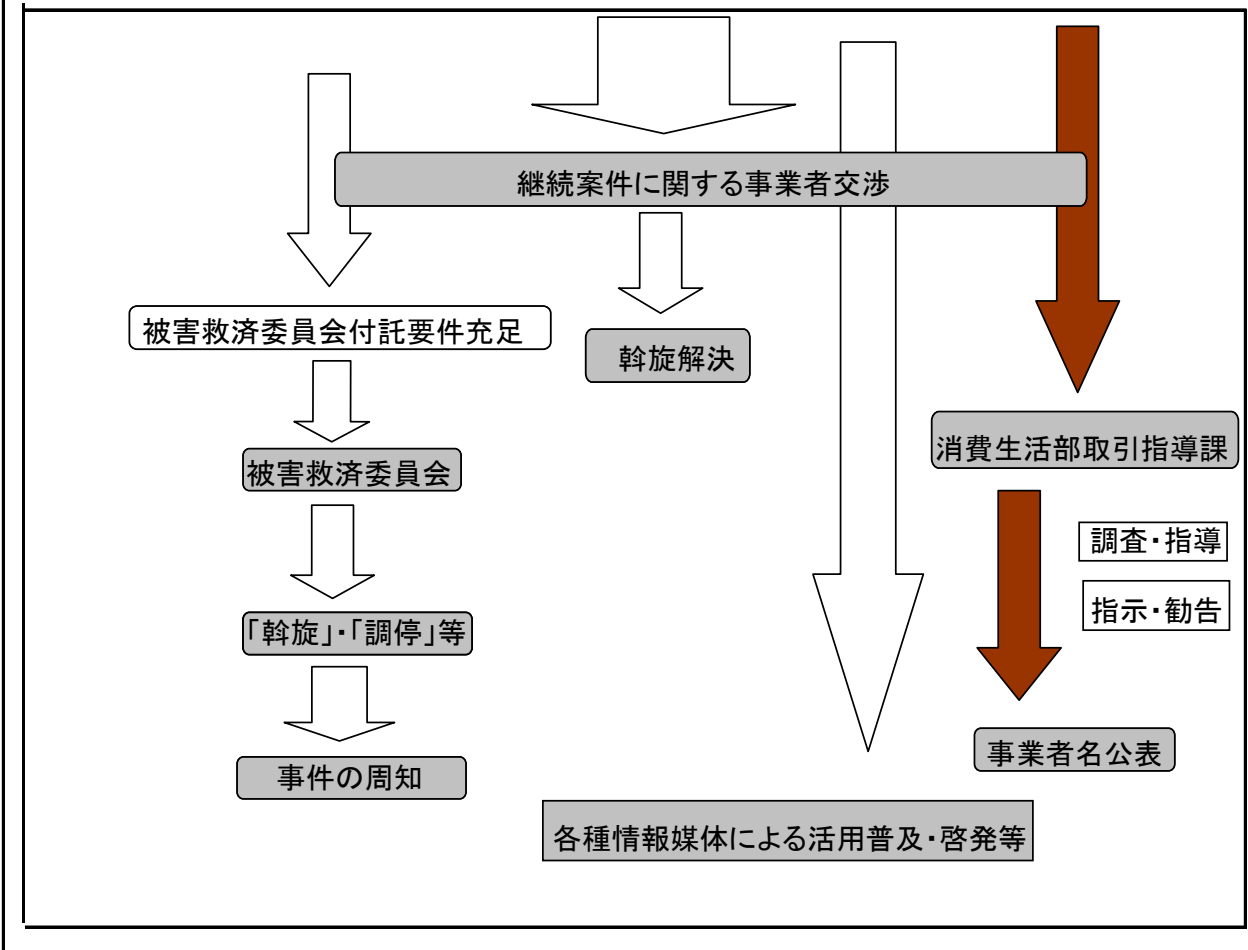 継続案件に関する事業者交渉
被害救済委員会付託要件充足
斡旋解決
消費生活部取引指導課
被害救済委員会
調査・指導
指示・勧告
「斡旋」・「調停」等
事業者名公表
事件の周知
各種情報媒体による活用普及・啓発等